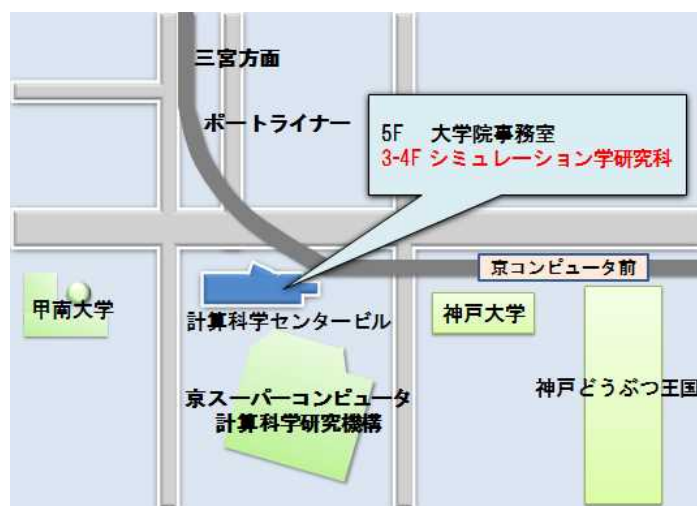 三宮方面
ポートライナー
5F 大学院事務室
3-4F シミュレーション学研究科
京コンピュータ前
甲南大学
計算科学センタービル
神戸大学
京スーパーコンピュータ
計算科学研究機構
神戸どうぶつ王国